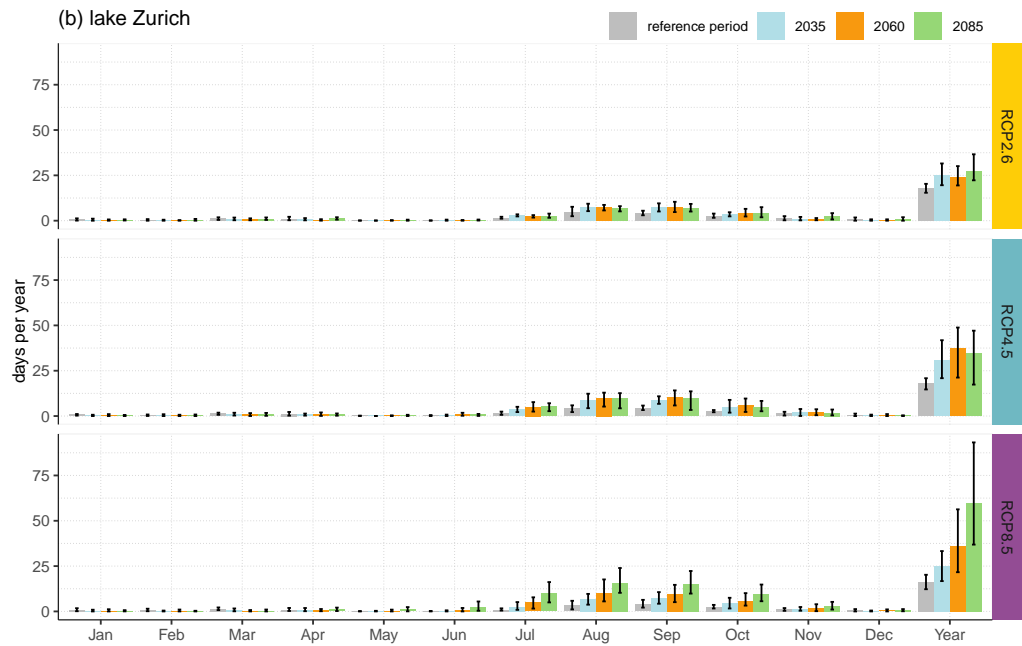 (b) lake Zurich
reference period 2035 2060 2085
75
50
25
0
RCP2.6
days per year
75
50
25
0
RCP4.5
75
50
25
0
RCP8.5
Jan Feb Mar Apr May Jun Jul Aug Sep Oct Nov Dec Year